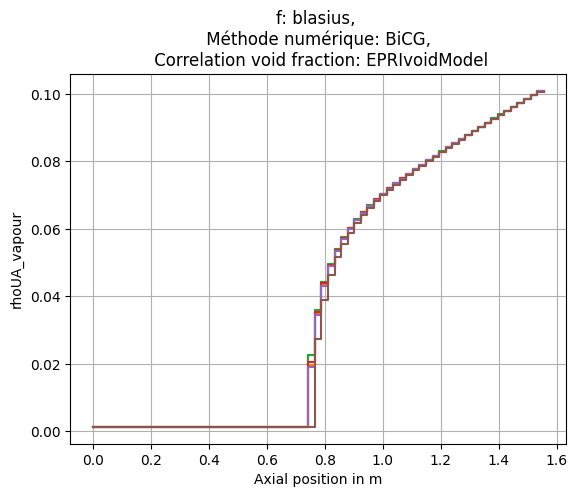 f: blasius,
Méthode numérique: BiCG,
Correlation void fraction: EPRIvoidModel
0.10
0.08
0.06
0.04
0.02
0.00
rhoUA_vapour
0.0 0.2 0.4 0.6 0.8 1.0 1.2 1.4 1.6
Axial position in m